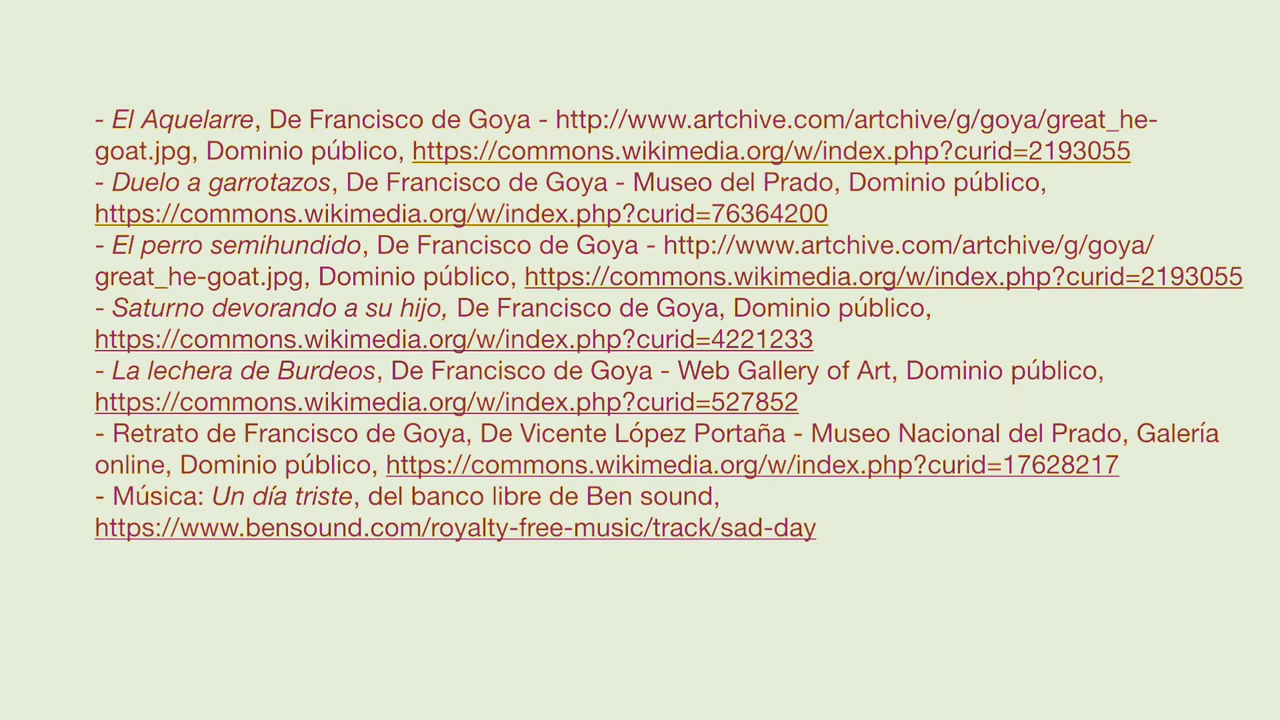 - El Aquelarre, De Francisco de Goya - http://www.artchive.com/artchive/g/goya/great_he-
goat.jpg, Dominio público, https://commons.wikimedia.org/w/index.php?curid=2193055
- Duelo a garrotazos, De Francisco de Goya - Museo del Prado, Dominio público,
https://commons.wikimedia.org/w/index.php?curid=76364200
- El perro semihundido, De Francisco de Goya - http://www.artchive.com/artchive/g/goya/
great_he-goat.jpg, Dominio público, https://commons.wikimedia.org/w/index.php?curid=2193055
- Saturno devorando a su hijo, De Francisco de Goya, Dominio público,
https://commons.wikimedia.org/w/index.php?curid=4221233
- La lechera de Burdeos, De Francisco de Goya - Web Gallery of Art, Dominio público,
https://commons.wikimedia.org/w/index.php?curid=527852
- Retrato de Francisco de Goya, De Vicente López Portaña - Museo Nacional del Prado, Galería
online, Dominio público, https://commons.wikimedia.org/w/index.php?curid=17628217
- Música: Un día triste, del banco libre de Ben sound,
https://www.bensound.com/royalty-free-music/track/sad-day